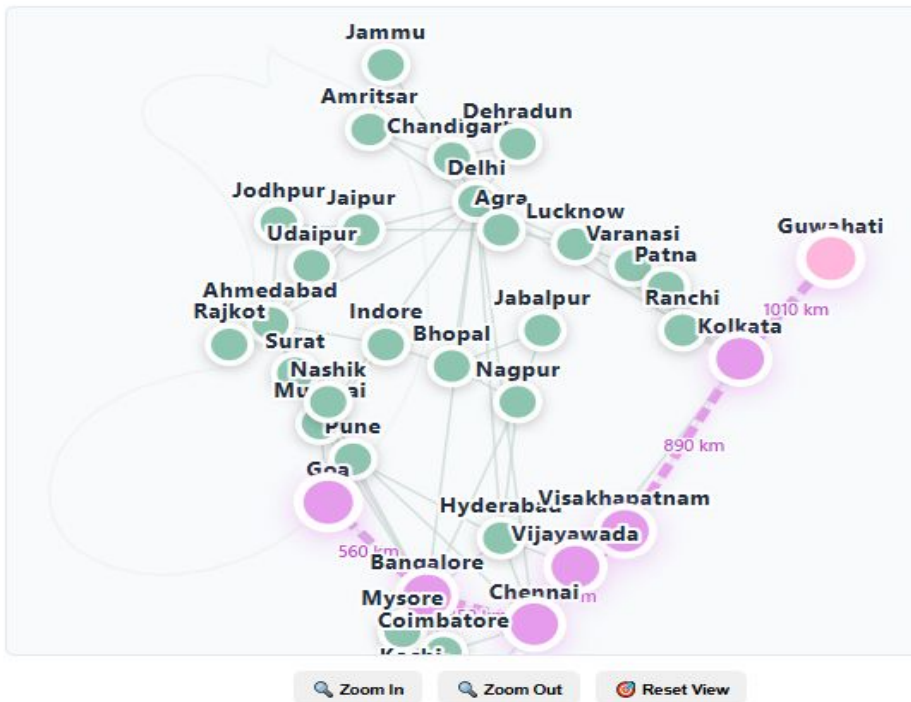 Jammu
Amritsar
Dehradun
Chandigarh
Delhi
Jodhpur
Jaipur
Agra
Lucknow
Guwahati
Udaipur
Varanasi
Patna
Ahmedabad
Jabalpur
Ranchi
1010 km
Rajkot
Indore
Kolkata
Surat
Bhopal
Nashik
Nagpur
Mumbai
Pune
890 km
Goa
Hyderabad
Visakhapatnam
Vijayawada
560 km
Bangalore
Chennai
Mysore
Coimbatore
Kochi
Zoom In
Zoom Out
Reset View